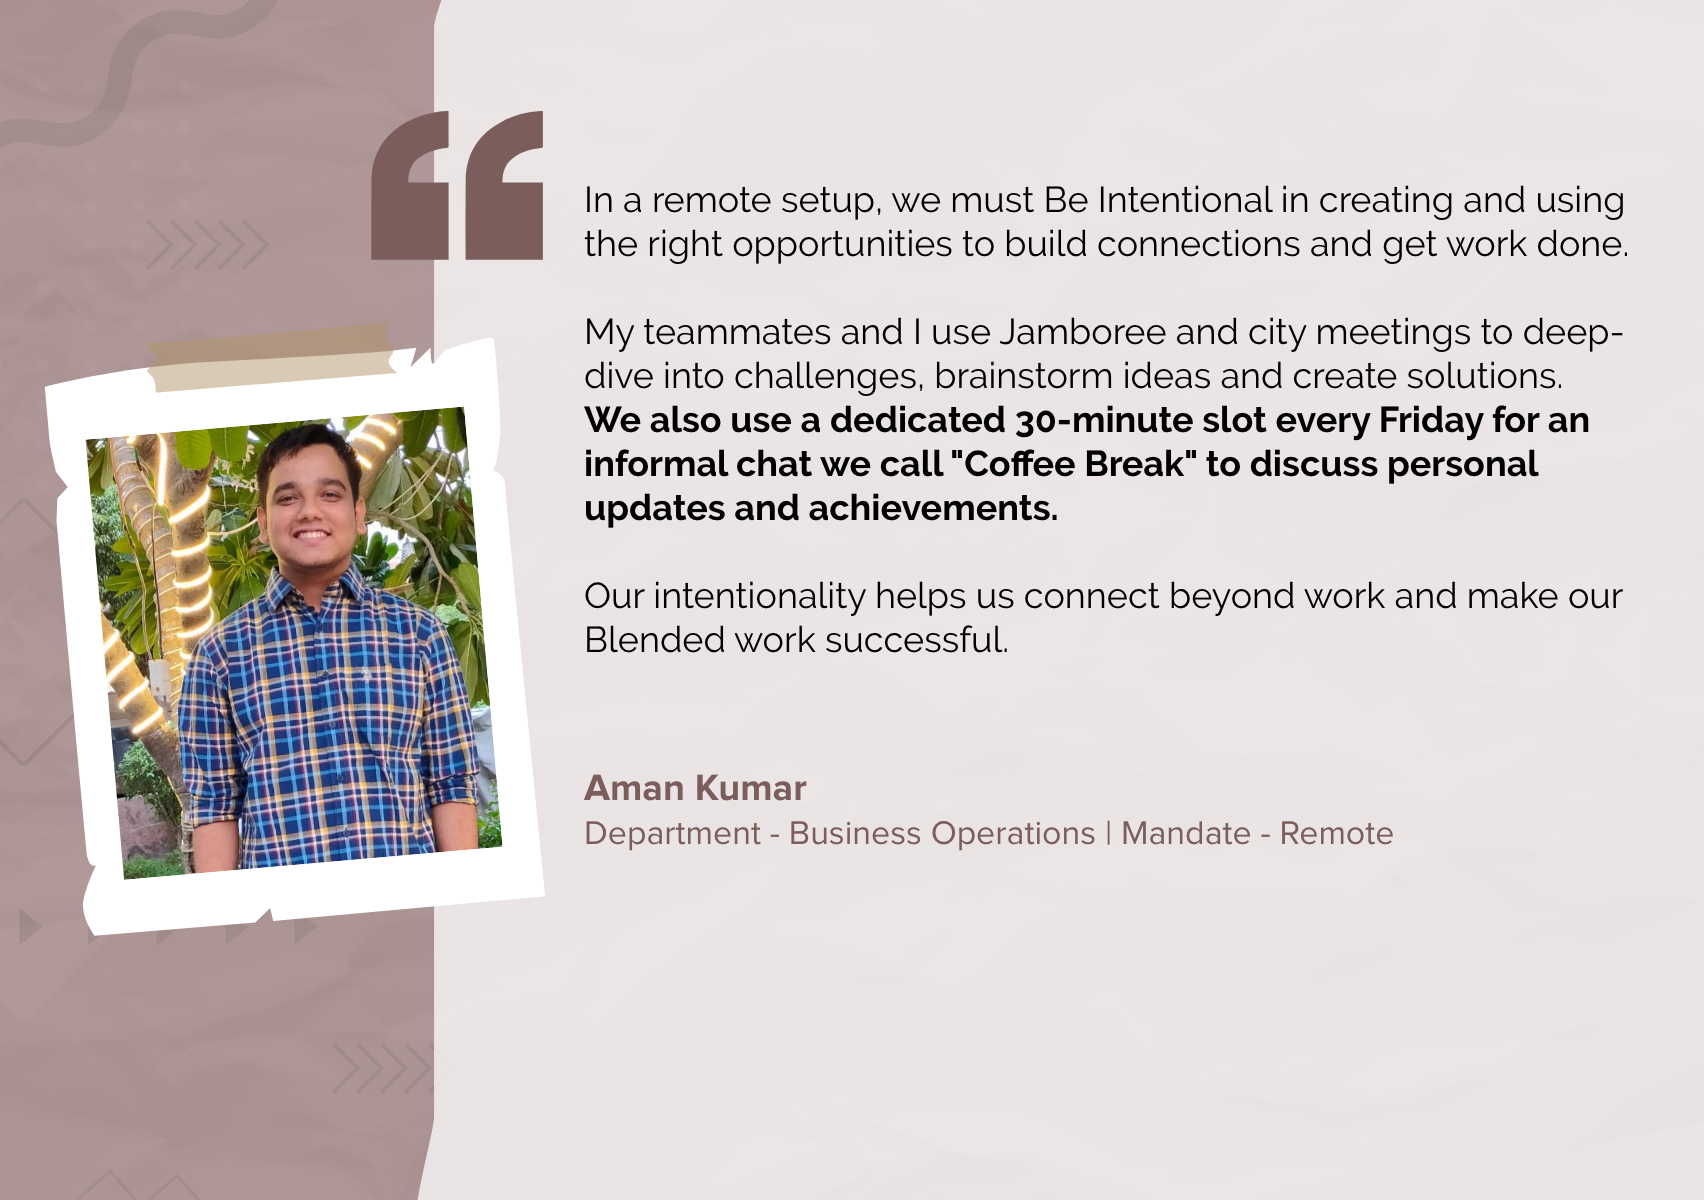 In a remote setup, we must Be Intentional in creating and using
the right opportunities to build connections and get work done.
My teammates and I use Jamboree and city meetings to deep-
dive into challenges, brainstorm ideas and create solutions.
We also use a dedicated 30-minute slot every Friday for an
informal chat we call "Coffee Break" to discuss personal
updates and achievements.
Our intentionality helps us connect beyond work and make our
Blended work successful.
Aman Kumar
Department - Business Operations | Mandate - Remote